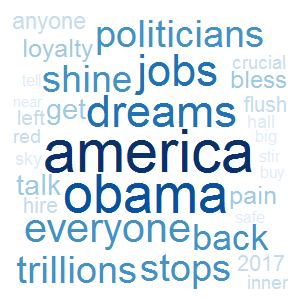 anyone
politicians
loyalty
shine
jobs
crucial
bless
tell
near
get
dreams
flush
left
hall
red
big
america
sky
stir
buy
talk
obama
pain
hire
safe
everyone
back
trillions
stops
2017
inner